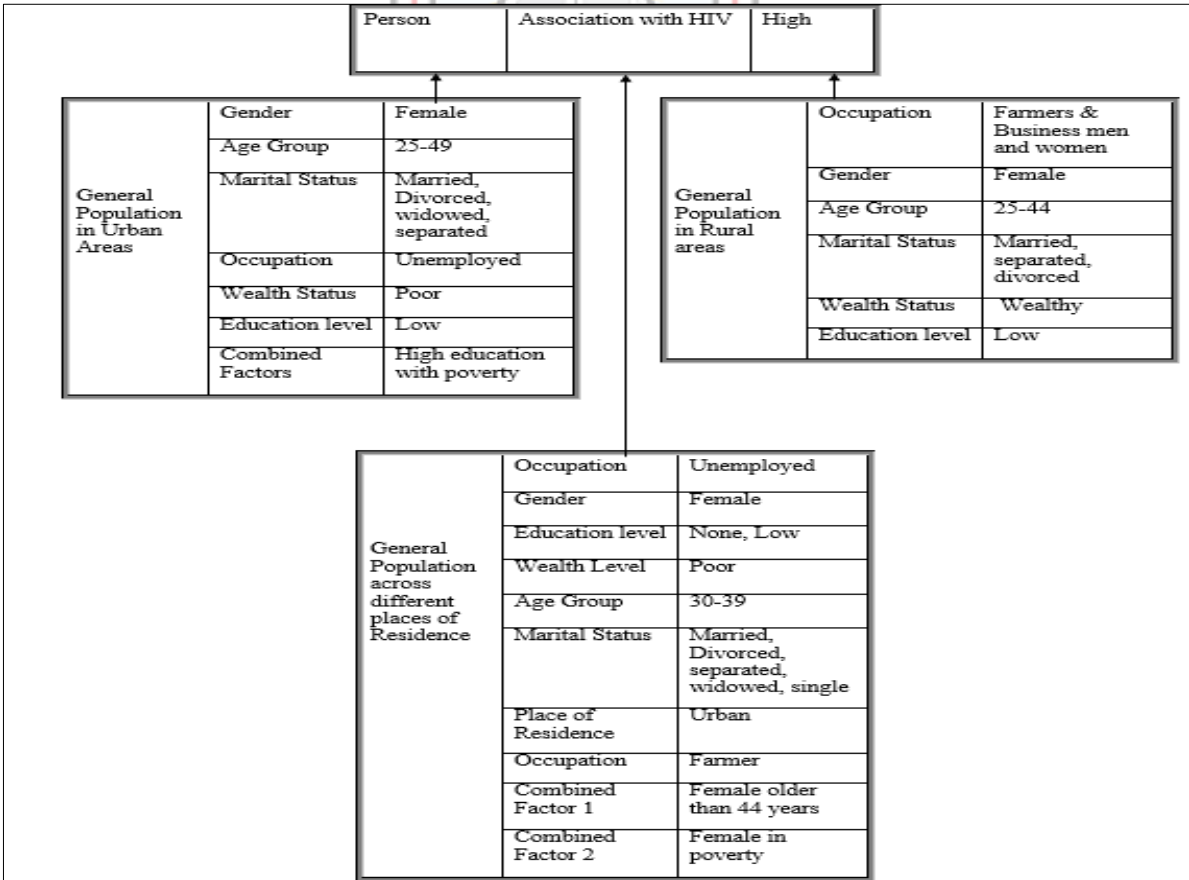 Person Association with HIV High
General
Population
in Urban
Areas
Gender Female
Age Group 25-49
Marital Status Married,
Divorced,
widowed,
separated
Occupation Unemployed
Wealth Status Poor
Education level Low
Combined High education
Factors with poverty
General
Population
in Rural
areas
Occupation Farmers &
Business men
and women
Gender Female
Age Group 25-44
Marital Status Married,
separated,
divorced
Wealth Status Wealthy
Education level Low
General
Population
across
different
places of
Residence
Occupation Unemployed
Gender Female
Education level None, Low
Wealth Level Poor
Age Group 30-39
Marital Status Married,
Divorced,
separated,
widowed, single
Place of Urban
Residence
Occupation Farmer
Combined Female older
Factor 1 than 44 years
Combined Female in
Factor 2 poverty